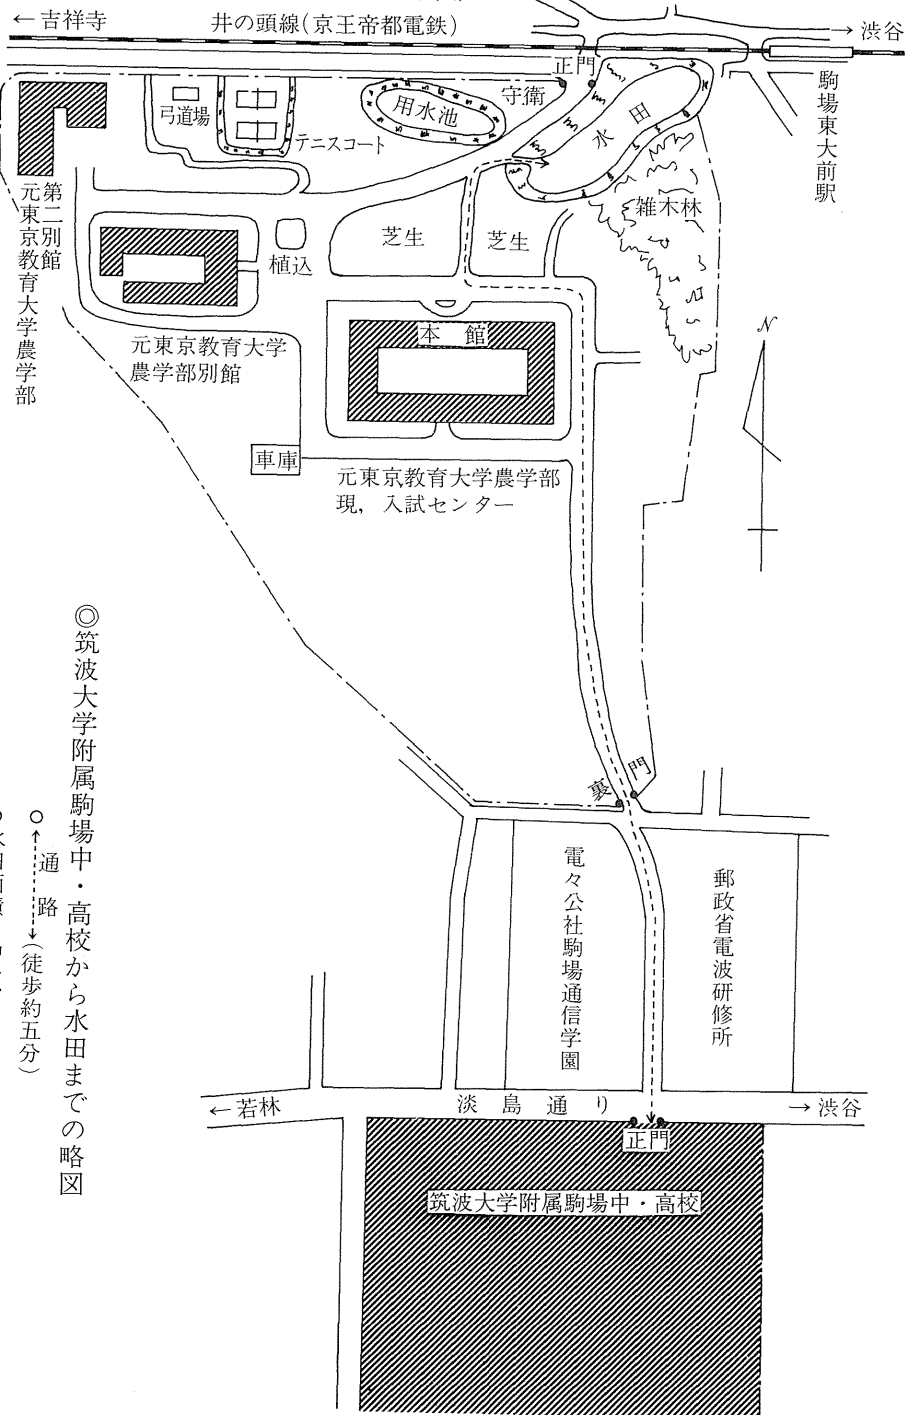 ←吉祥寺
井の頭線(京王帝都電鉄)
→渋谷
駒場東大前駅
正門
守衛
弓道場
テニスコート
用水池
水田
雑木林
元東京教育大学農学部
第二別館
植込
芝生
芝生
元東京教育大学
農学部別館
本館
車庫
元東京教育大学農学部
現，入試センター
N
裏門
電々公社駒場通信学園
郵政省電波研修所
←若林
淡島通り
→渋谷
正門
筑波大学附属駒場中・高校
◎筑波大学附属駒場中・高校から水田までの略図
○←---→(徒歩約五分)
通路